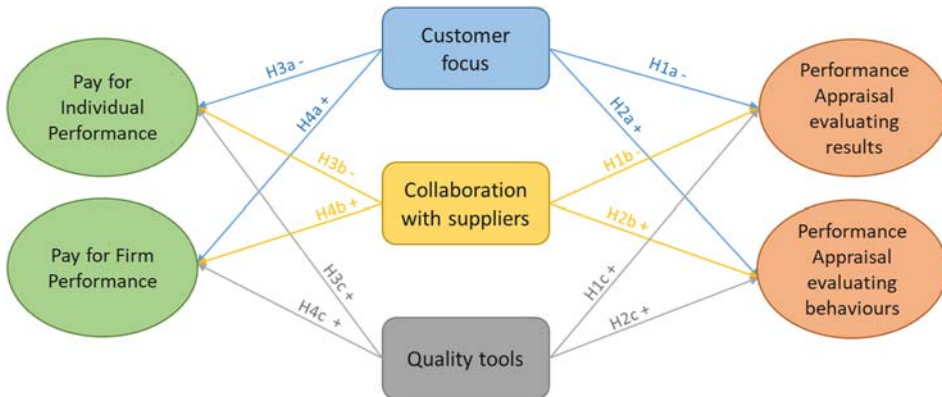 Customer
focus
Pay for
Individual
Performance
H3a -
H1a -
Performance
Appraisal
evaluating
results
H4a +
H2a +
H3b -
H1b -
Collaboration
with suppliers
H4b +
H2b +
Pay for Firm
Performance
Performance
Appraisal
evaluating
behaviours
H3c +
H1c +
H4c +
H2c +
Quality tools